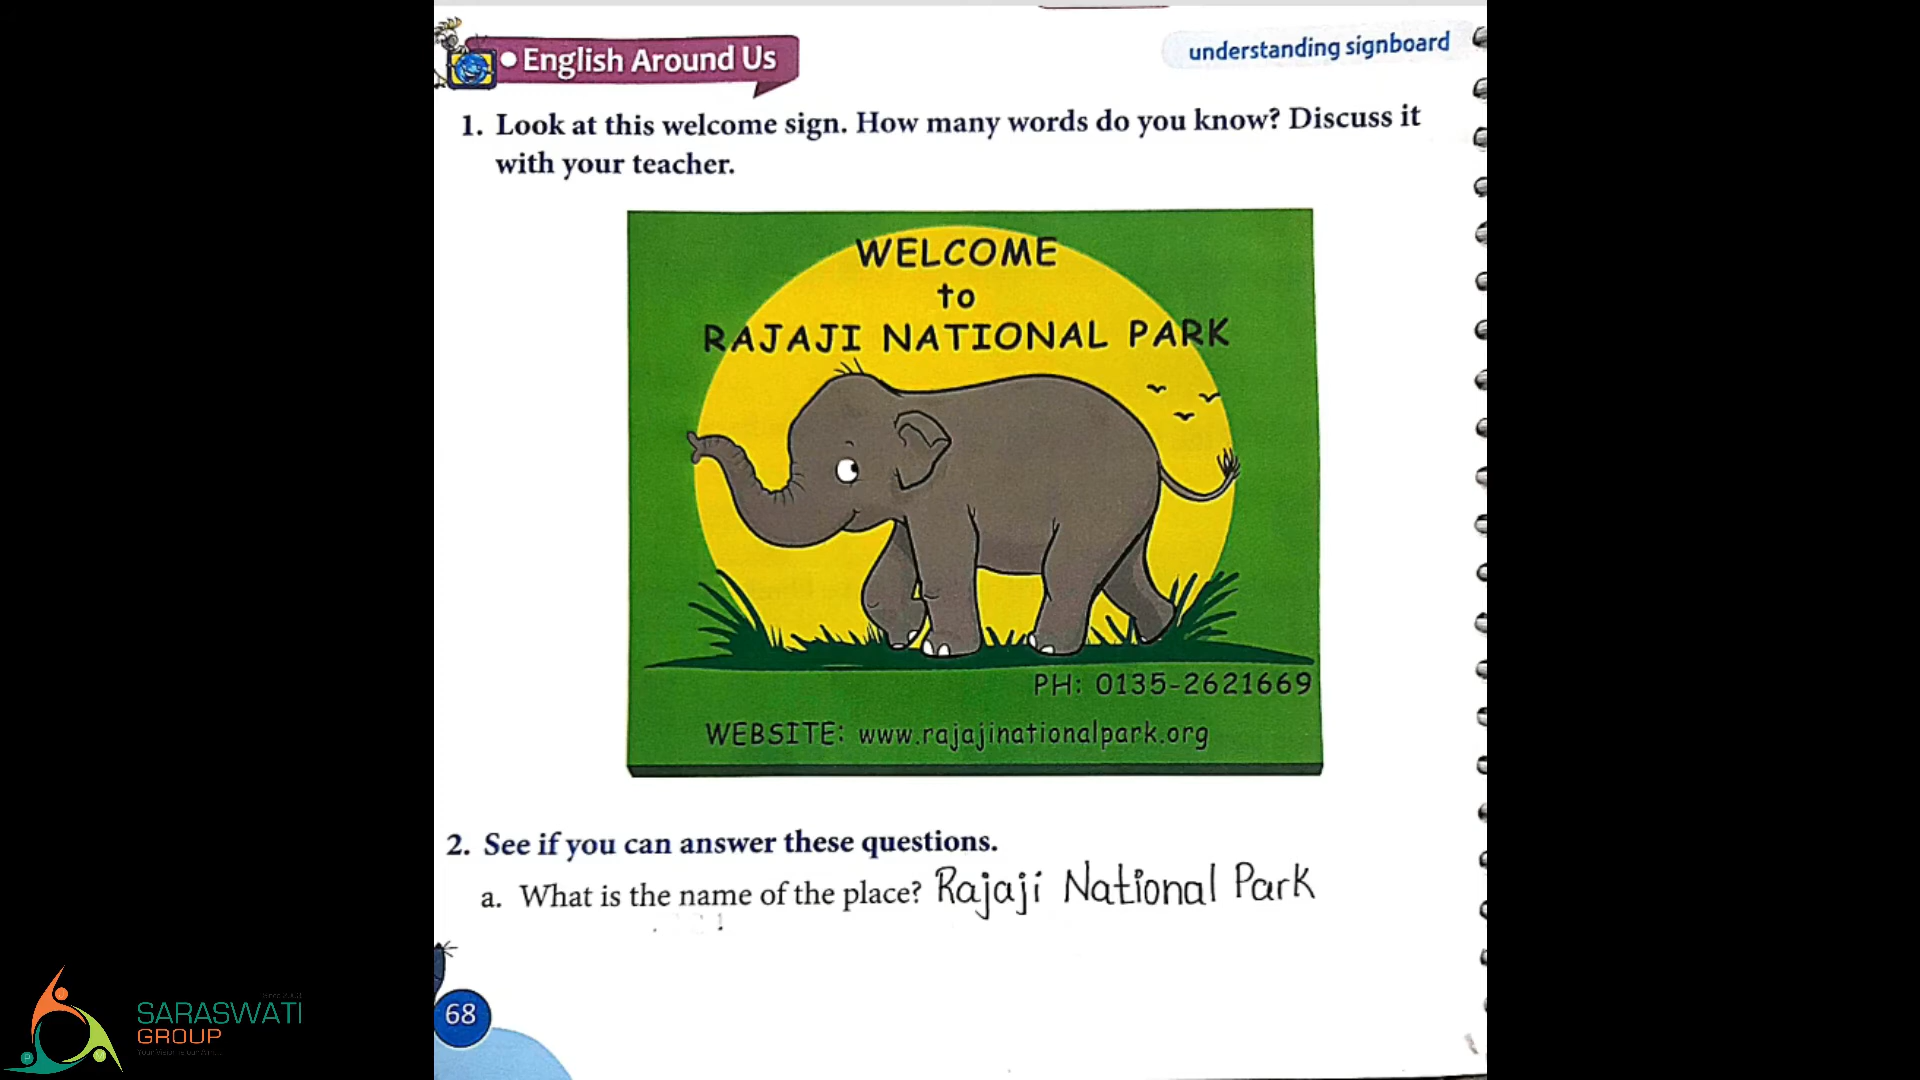 English Around Us
understanding signboard
1. Look at this welcome sign. How many words do you know? Discuss it
with your teacher.
WELCOME
to
RAJAJI NATIONAL PARK
PH: 0135-2621669
WEBSITE: www.rajajinationalpark.org
2. See if you can answer these questions.
a. What is the name of the place? Rajaji National Park
68
SARASWATI
GROUP